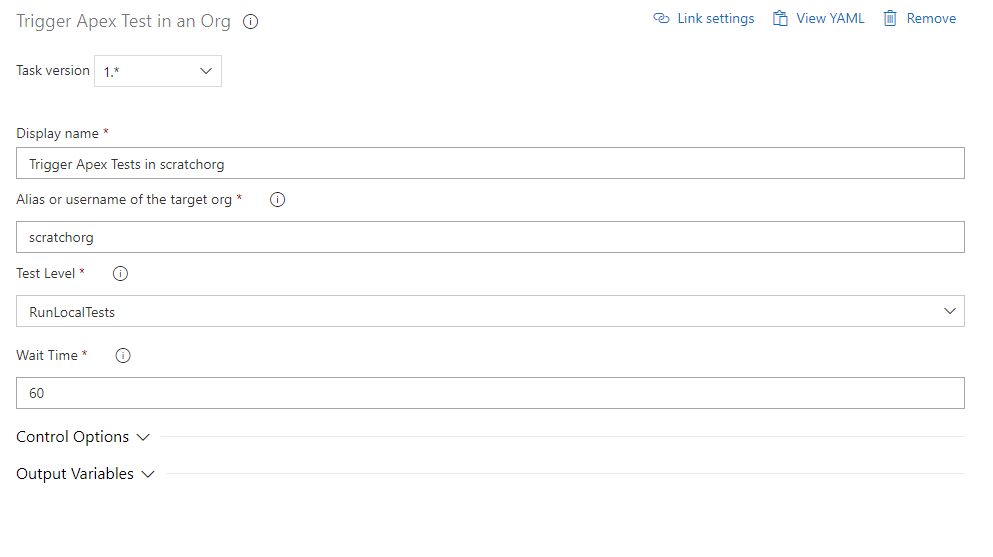 Trigger Apex Test in an Org
Link settings View YAML Remove
Task version 1.*
Display name *
Trigger Apex Tests in scratchorg
Alias or username of the target org *
scratchorg
Test Level *
RunLocalTests
Wait Time *
60
Control Options
Output Variables